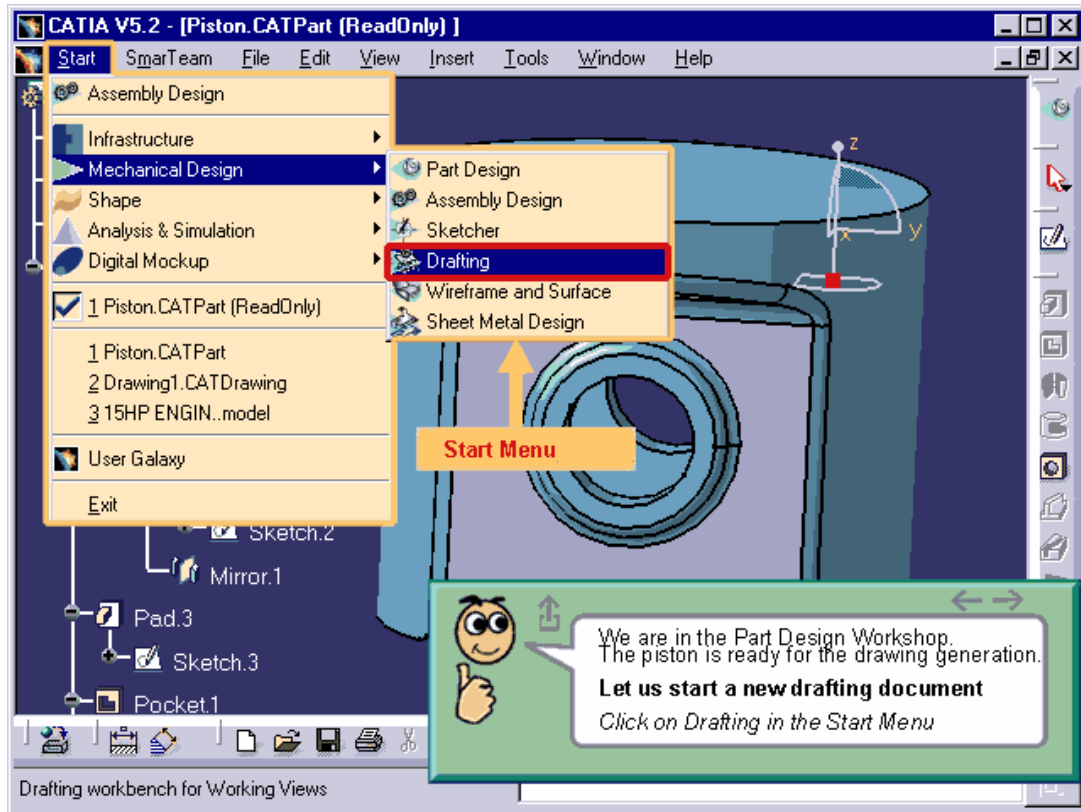 CATIA V5.2 - [Piston.CATPart (ReadOnly) ]
Start SmarTeam File Edit View Insert Tools Window Help
Assembly Design
Infrastructure
Mechanical Design
Shape
Analysis & Simulation
Digital Mockup
1 Piston.CATPart (ReadOnly)
1 Piston.CATPart
2 Drawing1.CATDrawing
3 15HP ENGIN..model
User Galaxy
Exit
Part Design
Assembly Design
Sketcher
Drafting
Wireframe and Surface
Sheet Metal Design
Start Menu
z
x
y
Sketch.2
Mirror.1
Pad.3
Sketch.3
Pocket.1
We are in the Part Design Workshop.
The piston is ready for the drawing generation.
Let us start a new drafting document
Click on Drafting in the Start Menu
Drafting workbench for Working Views